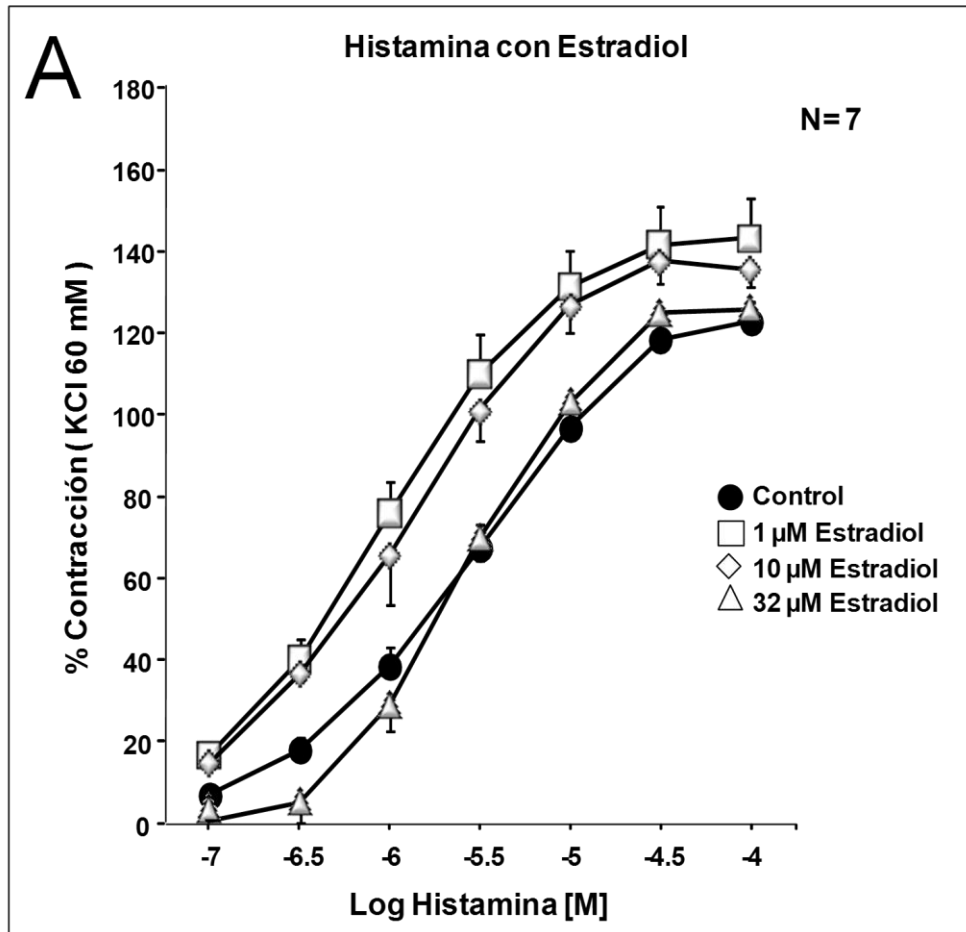 A
Histamina con Estradiol
N= 7
% Contracción ( KCl 60 mM )
180
160
140
120
100
80
60
40
20
0
Control
1 µM Estradiol
10 µM Estradiol
32 µM Estradiol
-7 -6.5 -6 -5.5 -5 -4.5 -4
Log Histamina [M]